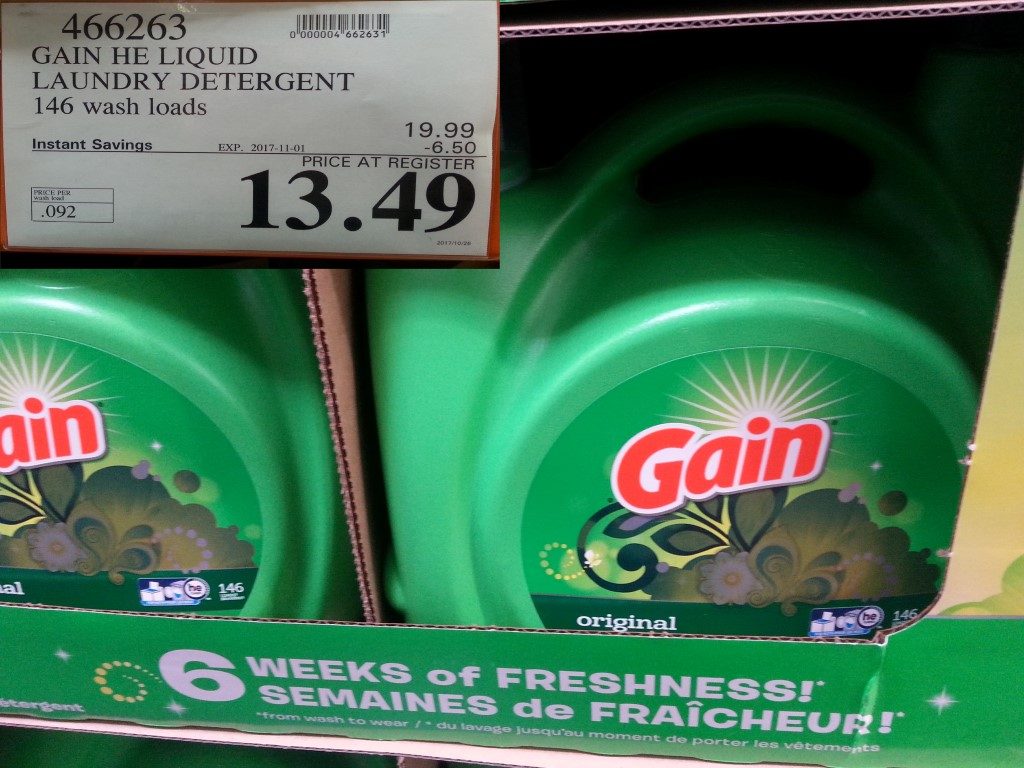 466263
0 000004 662631
GAIN HE LIQUID
LAUNDRY DETERGENT
146 wash loads
19.99
Instant Savings EXP. 2017-11-01 -6.50
PRICE AT REGISTER
13.49
PRICE PER
wash load
.092
2017/10/26
Gain
ain
he
146
al
original
he
146
6 WEEKS of FRESHNESS!*
SEMAINES de FRAÎCHEUR!*
étergent
*from wash to wear / * du lavage jusqu'au moment de porter les vêtements